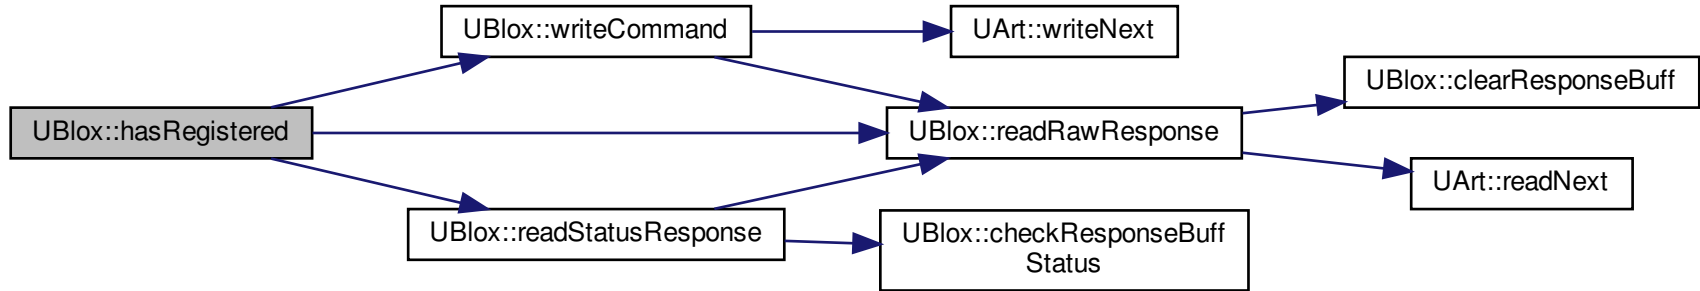 UBlox::hasRegistered
UBlox::writeCommand
UArt::writeNext
UBlox::readRawResponse
UBlox::clearResponseBuff
UArt::readNext
UBlox::readStatusResponse
UBlox::checkResponseBuff
Status